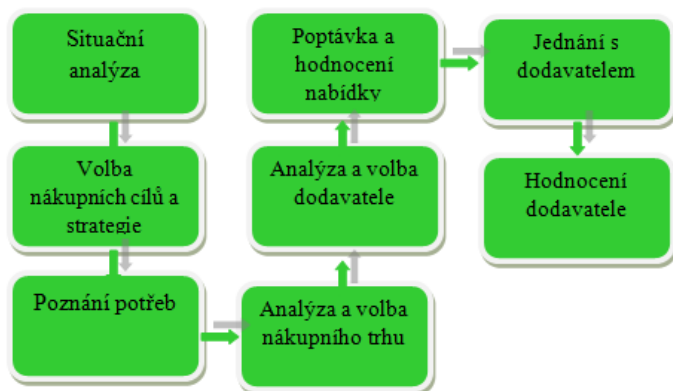 Situační
analýza
Volba
nákupních cílů a
strategie
Poznání potřeb
Analýza a volba
nákupního trhu
Analýza a volba
dodavatele
Poptávka a
hodnocení
nabídky
Jednání s
dodavatelem
Hodnocení
dodavatele